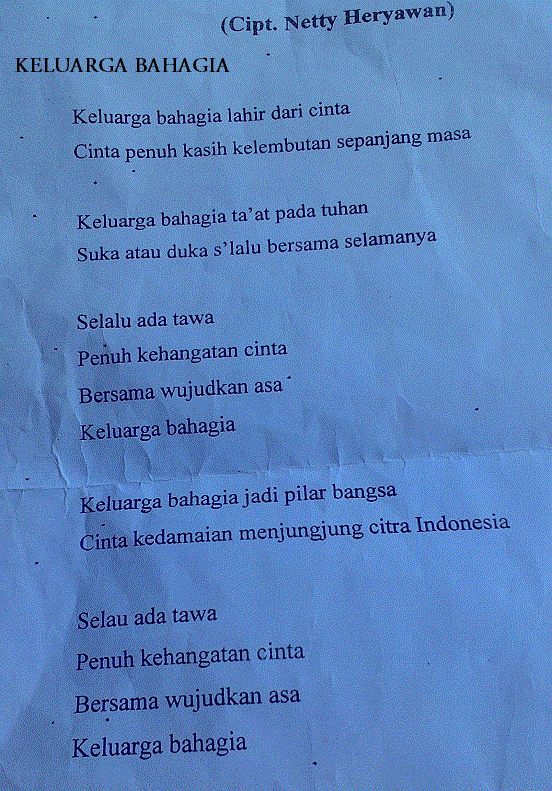 (Cipt. Netty Heryawan)
KELUARGA BAHAGIA
Keluarga bahagia lahir dari cinta
Cinta penuh kasih kelembutan sepanjang masa
Keluarga bahagia ta'at pada tuhan
Suka atau duka s'lalu bersama selamanya
Selalu ada tawa
Penuh kehangatan cinta
Bersama wujudkan asa
Keluarga bahagia
Keluarga bahagia jadi pilar bangsa
Cinta kedamaian menjungjung citra Indonesia
Selau ada tawa
Penuh kehangatan cinta
Bersama wujudkan asa
Keluarga bahagia